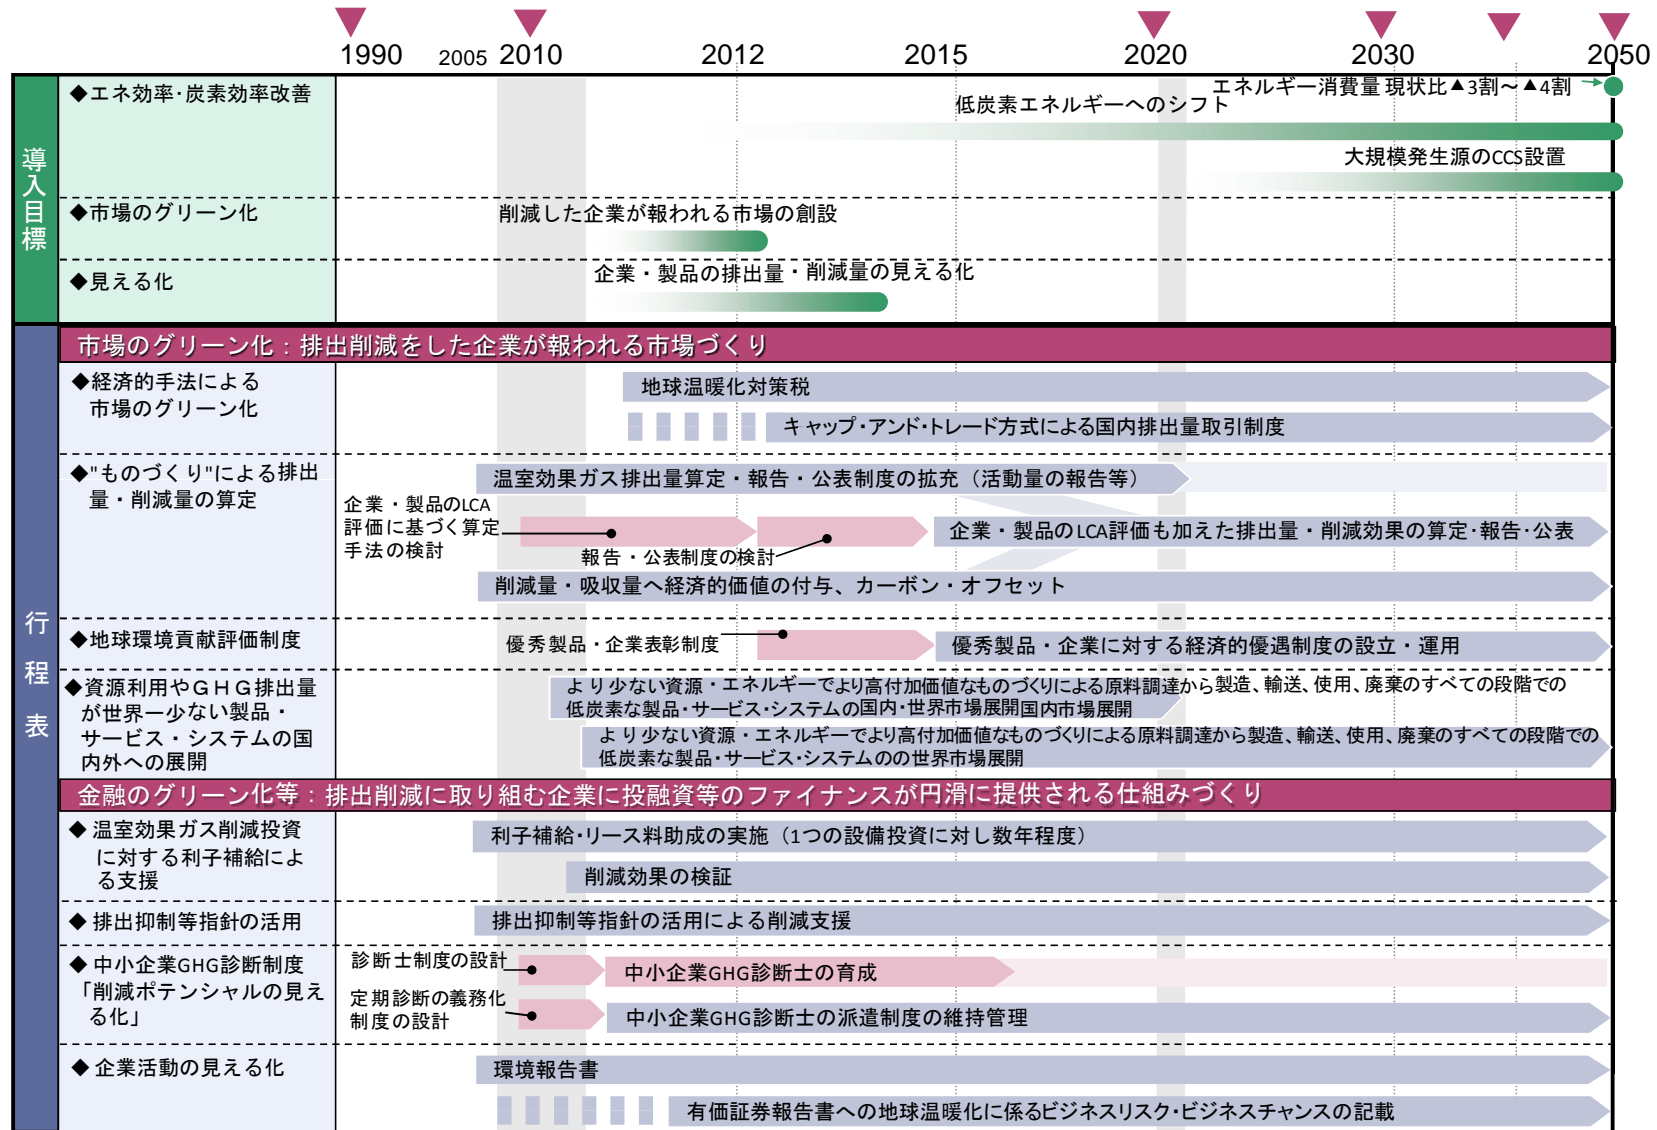 1990 2005 2010 2012 2015 2020 2030 2050
導入目標
◆エネ効率･炭素効率改善
エネルギー消費量 現状比▲3割～▲4割
低炭素エネルギーへのシフト
大規模発生源のCCS設置
◆市場のグリーン化
削減した企業が報われる市場の創設
◆見える化
企業・製品の排出量・削減量の見える化
行程表
市場のグリーン化：排出削減をした企業が報われる市場づくり
◆経済的手法による
市場のグリーン化
地球温暖化対策税
キャップ･アンド･トレード方式による国内排出量取引制度
◆"ものづくり"による排出
量・削減量の算定
温室効果ガス排出量算定・報告・公表制度の拡充（活動量の報告等）
企業・製品のLCA
評価に基づく算定
手法の検討
報告・公表制度の検討
企業・製品のLCA評価も加えた排出量・削減効果の算定･報告･公表
削減量・吸収量へ経済的価値の付与、カーボン・オフセット
◆地球環境貢献評価制度
優秀製品・企業表彰制度
優秀製品・企業に対する経済的優遇制度の設立・運用
◆資源利用やＧＨＧ排出量
が世界一少ない製品・
サービス・システムの国
内外への展開
より少ない資源・エネルギーでより高付加価値なものづくりによる原料調達から製造、輸送、使用、廃棄のすべての段階での
低炭素な製品･サービス･システムの国内･世界市場展開国内市場展開
より少ない資源・エネルギーでより高付加価値なものづくりによる原料調達から製造、輸送、使用、廃棄のすべての段階での
低炭素な製品･サービス･システムのの世界市場展開
金融のグリーン化等：排出削減に取り組む企業に投融資等のファイナンスが円滑に提供される仕組みづくり
◆ 温室効果ガス削減投資
に対する利子補給によ
る支援
利子補給･リース料助成の実施（1つの設備投資に対し数年程度）
削減効果の検証
◆ 排出抑制等指針の活用
排出抑制等指針の活用による削減支援
◆ 中小企業GHG診断制度
「削減ポテンシャルの見え
る化」
診断士制度の設計
中小企業GHG診断士の育成
定期診断の義務化
制度の設計
中小企業GHG診断士の派遣制度の維持管理
◆ 企業活動の見える化
環境報告書
有価証券報告書への地球温暖化に係るビジネスリスク･ビジネスチャンスの記載